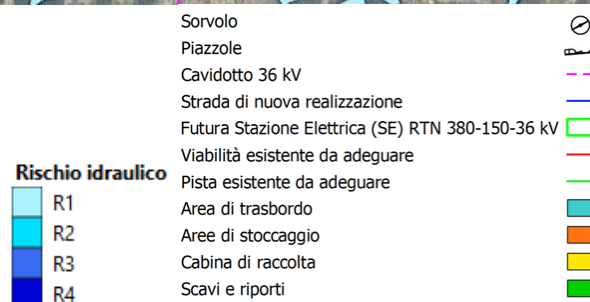 Sorvolo
Piazzole
Cavidotto 36 kV
Strada di nuova realizzazione
Futura Stazione Elettrica (SE) RTN 380-150-36 kV
Viabilità esistente da adeguare
Pista esistente da adeguare
Area di trasbordo
Aree di stoccaggio
Cabina di raccolta
Scavi e riporti
Rischio idraulico
R1
R2
R3
R4